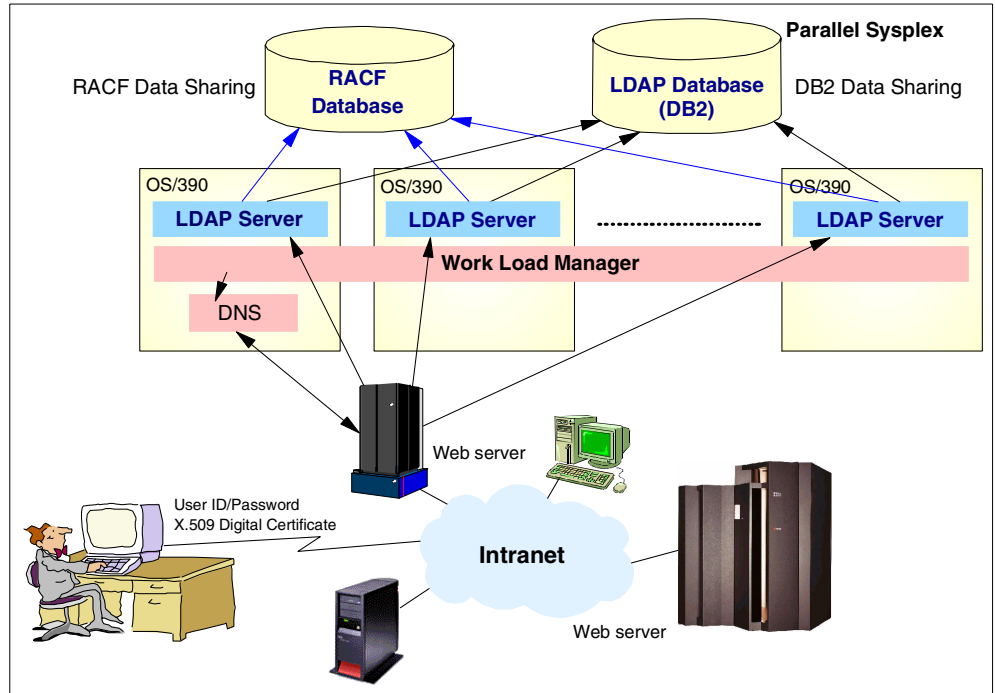 Parallel Sysplex
RACF Data Sharing
RACF
Database
LDAP Database
(DB2)
DB2 Data Sharing
OS/390
OS/390
OS/390
LDAP Server
LDAP Server
LDAP Server
Work Load Manager
DNS
Web server
User ID/Password
X.509 Digital Certificate
Intranet
Web server